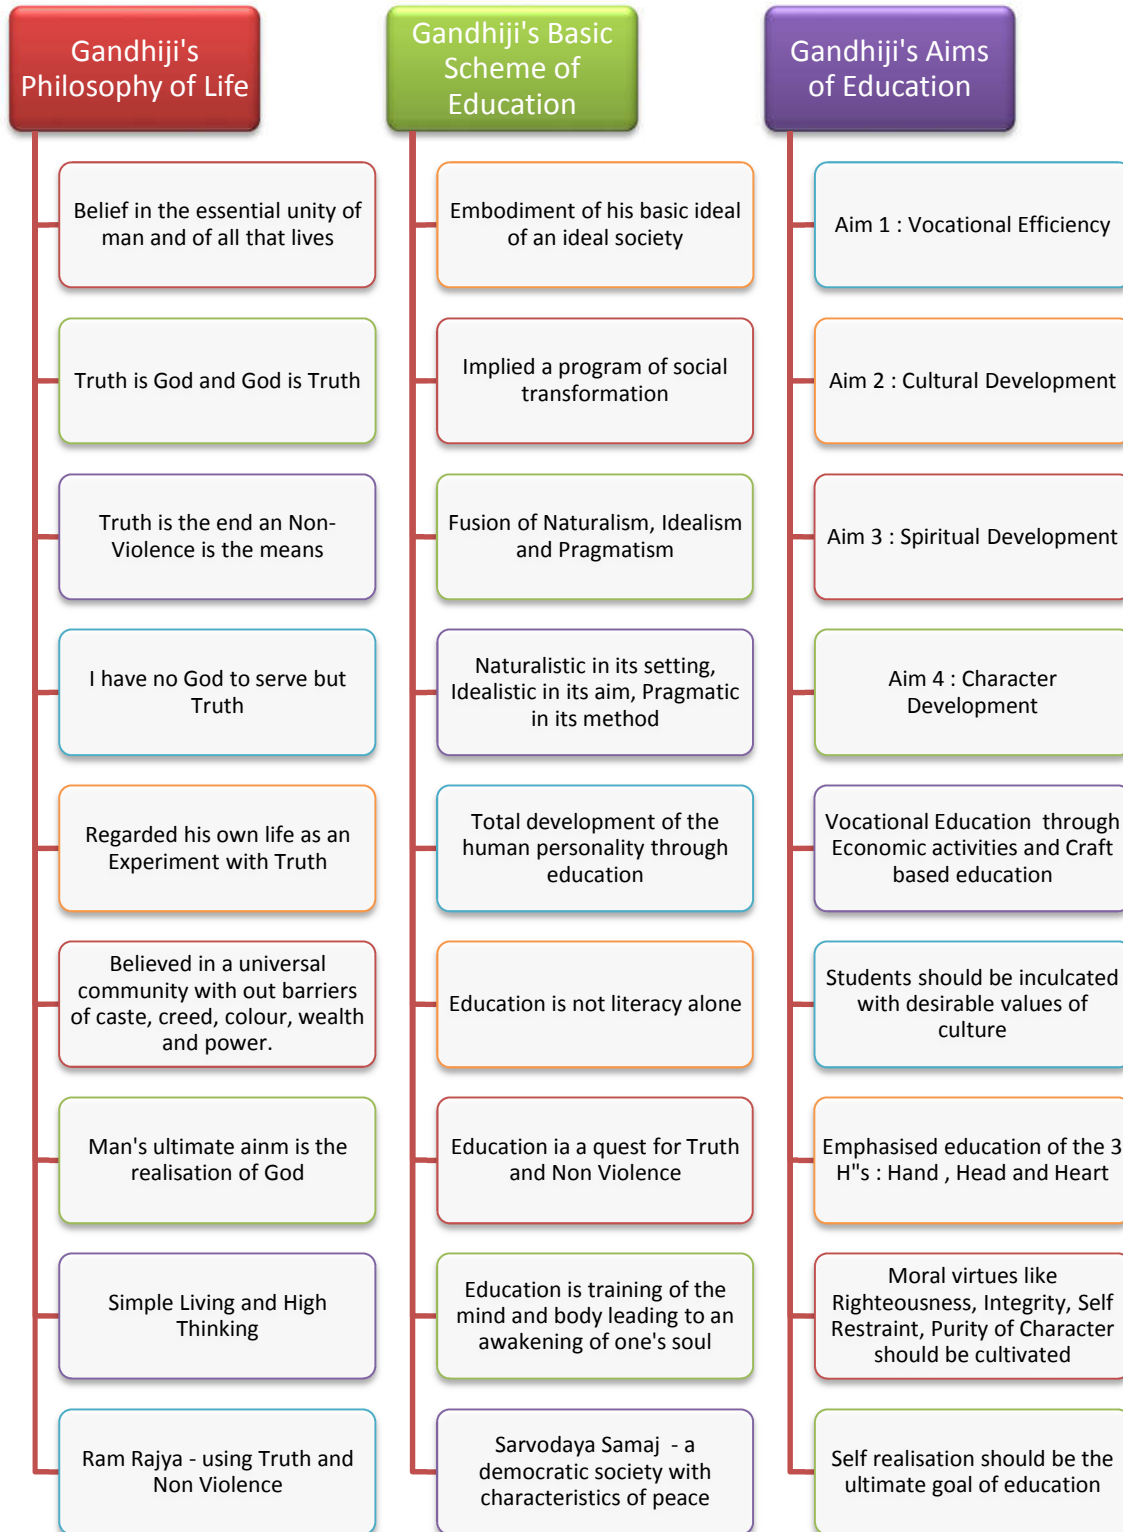 Gandhiji's
Philosophy of Life
Belief in the essential unity of
man and of all that lives
Truth is God and God is Truth
Truth is the end an Non-
Violence is the means
I have no God to serve but
Truth
Regarded his own life as an
Experiment with Truth
Believed in a universal
community with out barriers
of caste, creed, colour, wealth
and power.
Man's ultimate ainm is the
realisation of God
Simple Living and High
Thinking
Ram Rajya - using Truth and
Non Violence
Gandhiji's Basic
Scheme of
Education
Embodiment of his basic ideal
of an ideal society
Implied a program of social
transformation
Fusion of Naturalism, Idealism
and Pragmatism
Naturalistic in its setting,
Idealistic in its aim, Pragmatic
in its method
Total development of the
human personality through
education
Education is not literacy alone
Education ia a quest for Truth
and Non Violence
Education is training of the
mind and body leading to an
awakening of one's soul
Sarvodaya Samaj - a
democratic society with
characteristics of peace
Gandhiji's Aims
of Education
Aim 1 : Vocational Efficiency
Aim 2 : Cultural Development
Aim 3 : Spiritual Development
Aim 4 : Character
Development
Vocational Education through
Economic activities and Craft
based education
Students should be inculcated
with desirable values of
culture
Emphasised education of the 3
H"s : Hand , Head and Heart
Moral virtues like
Righteousness, Integrity, Self
Restraint, Purity of Character
should be cultivated
Self realisation should be the
ultimate goal of education